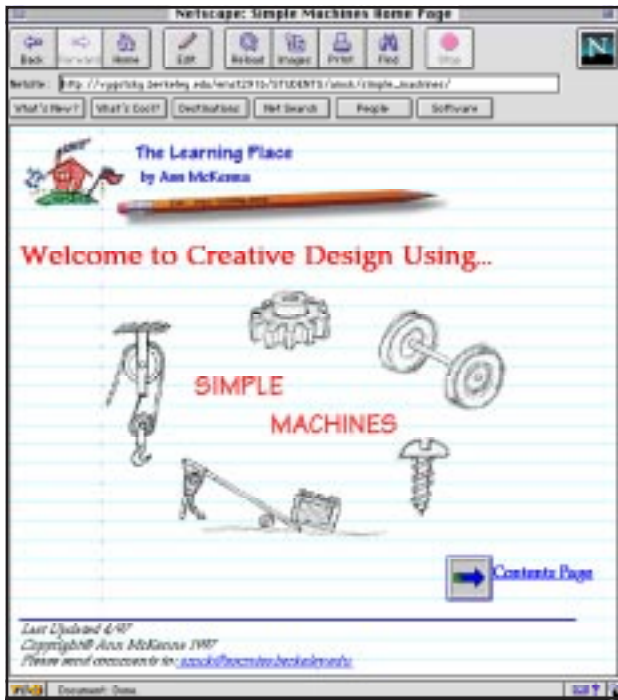 Netscape: Simple Machines Home Page
Back Forward Home Edit Reload Images Print Find Stop
N
Netsite:
What's New? What's Cool? Destinations Net Search People Software
The Learning Place
by Ann McKenna
Welcome to Creative Design Using...
SIMPLE
MACHINES
Contents Page
Last Updated 4/97
Copyright© Ann McKenna 1997
Please send comments to:
Document: Done